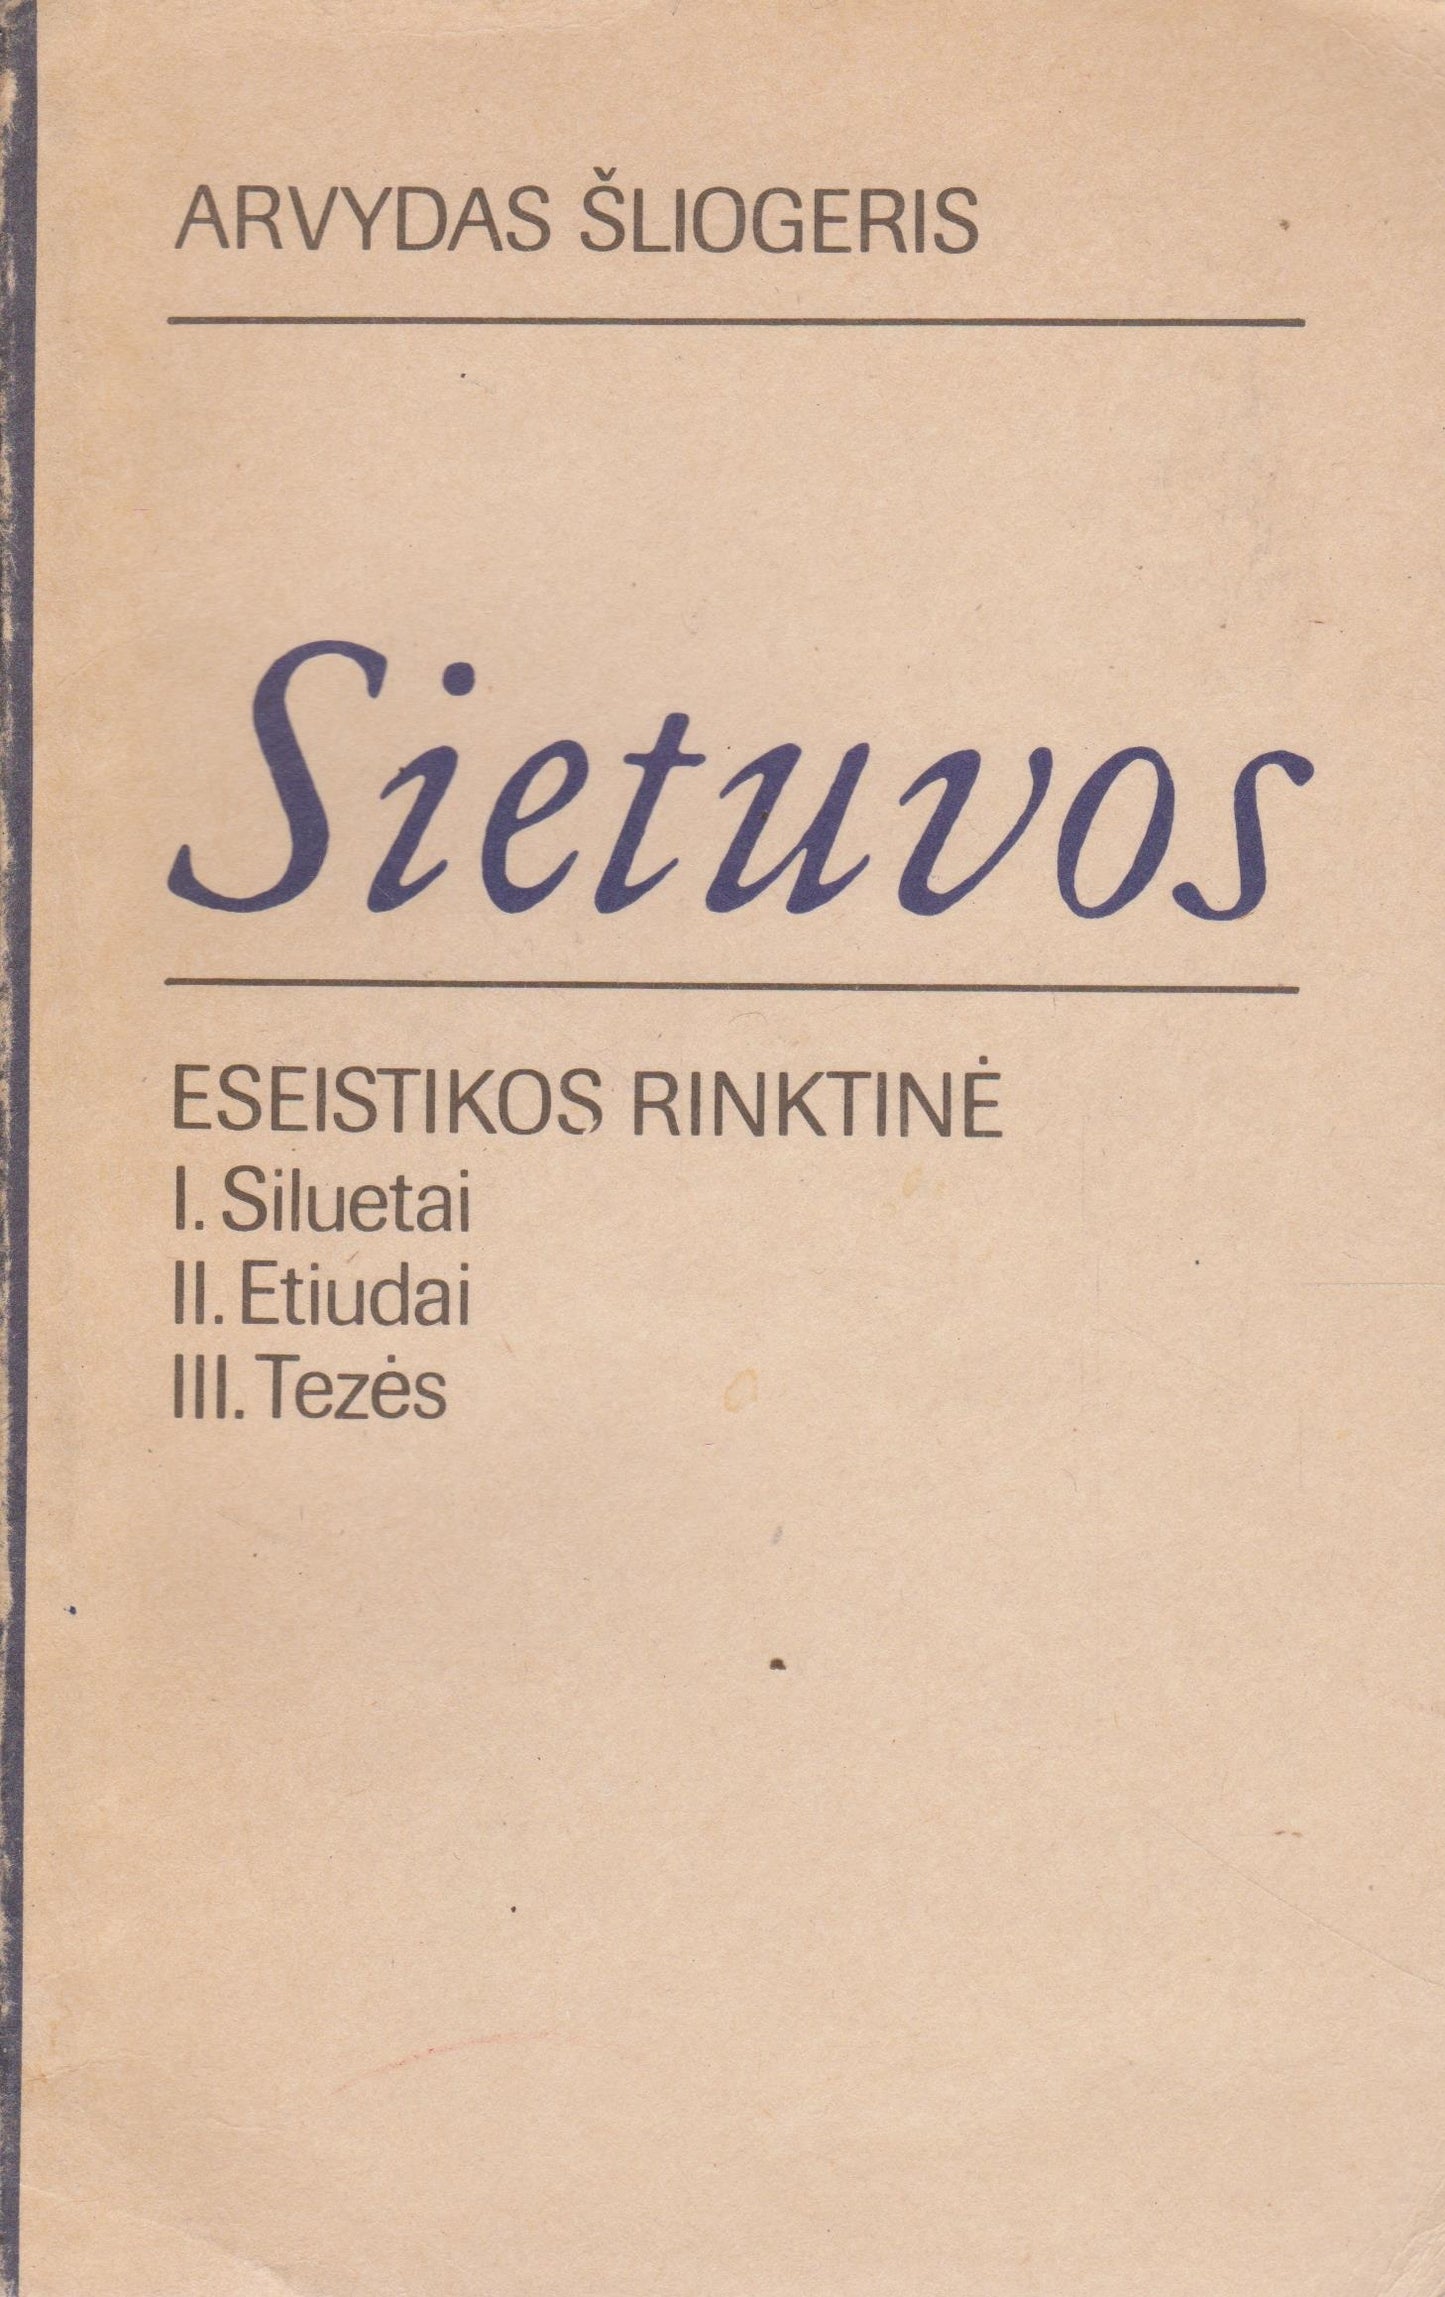 ARVYDAS ŠLIOGERIS
Sietuvos
ESEISTIKOS RINKTINĖ
I. Siluetai
II. Etiudai
III. Tezės